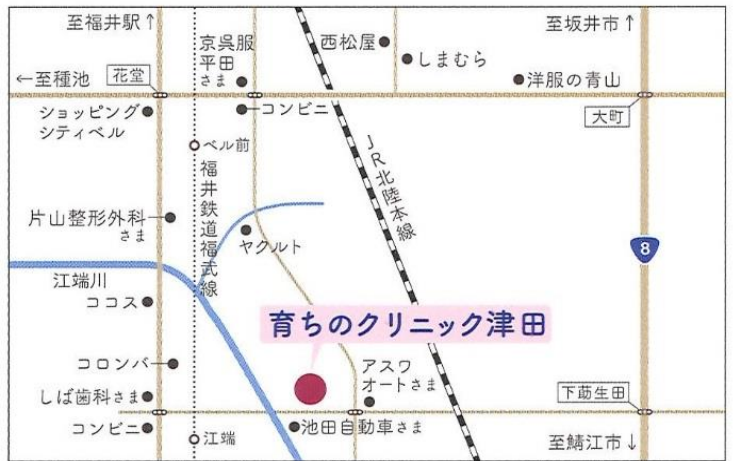 至福井駅↑
至坂井市↑
京呉服
平田
さま
西松屋
しまむら
←至種池
花堂
洋服の青山
ショッピング
シティベル
コンビニ
大町
ベル前
JR北陸本線
福井鉄道福武線
片山整形外科
さま
ヤクルト
8
江端川
ココス
育ちのクリニック津田
コロンバ
アスワ
オートさま
しば歯科さま
下莇生田
コンビニ
江端
池田自動車さま
至鯖江市↓